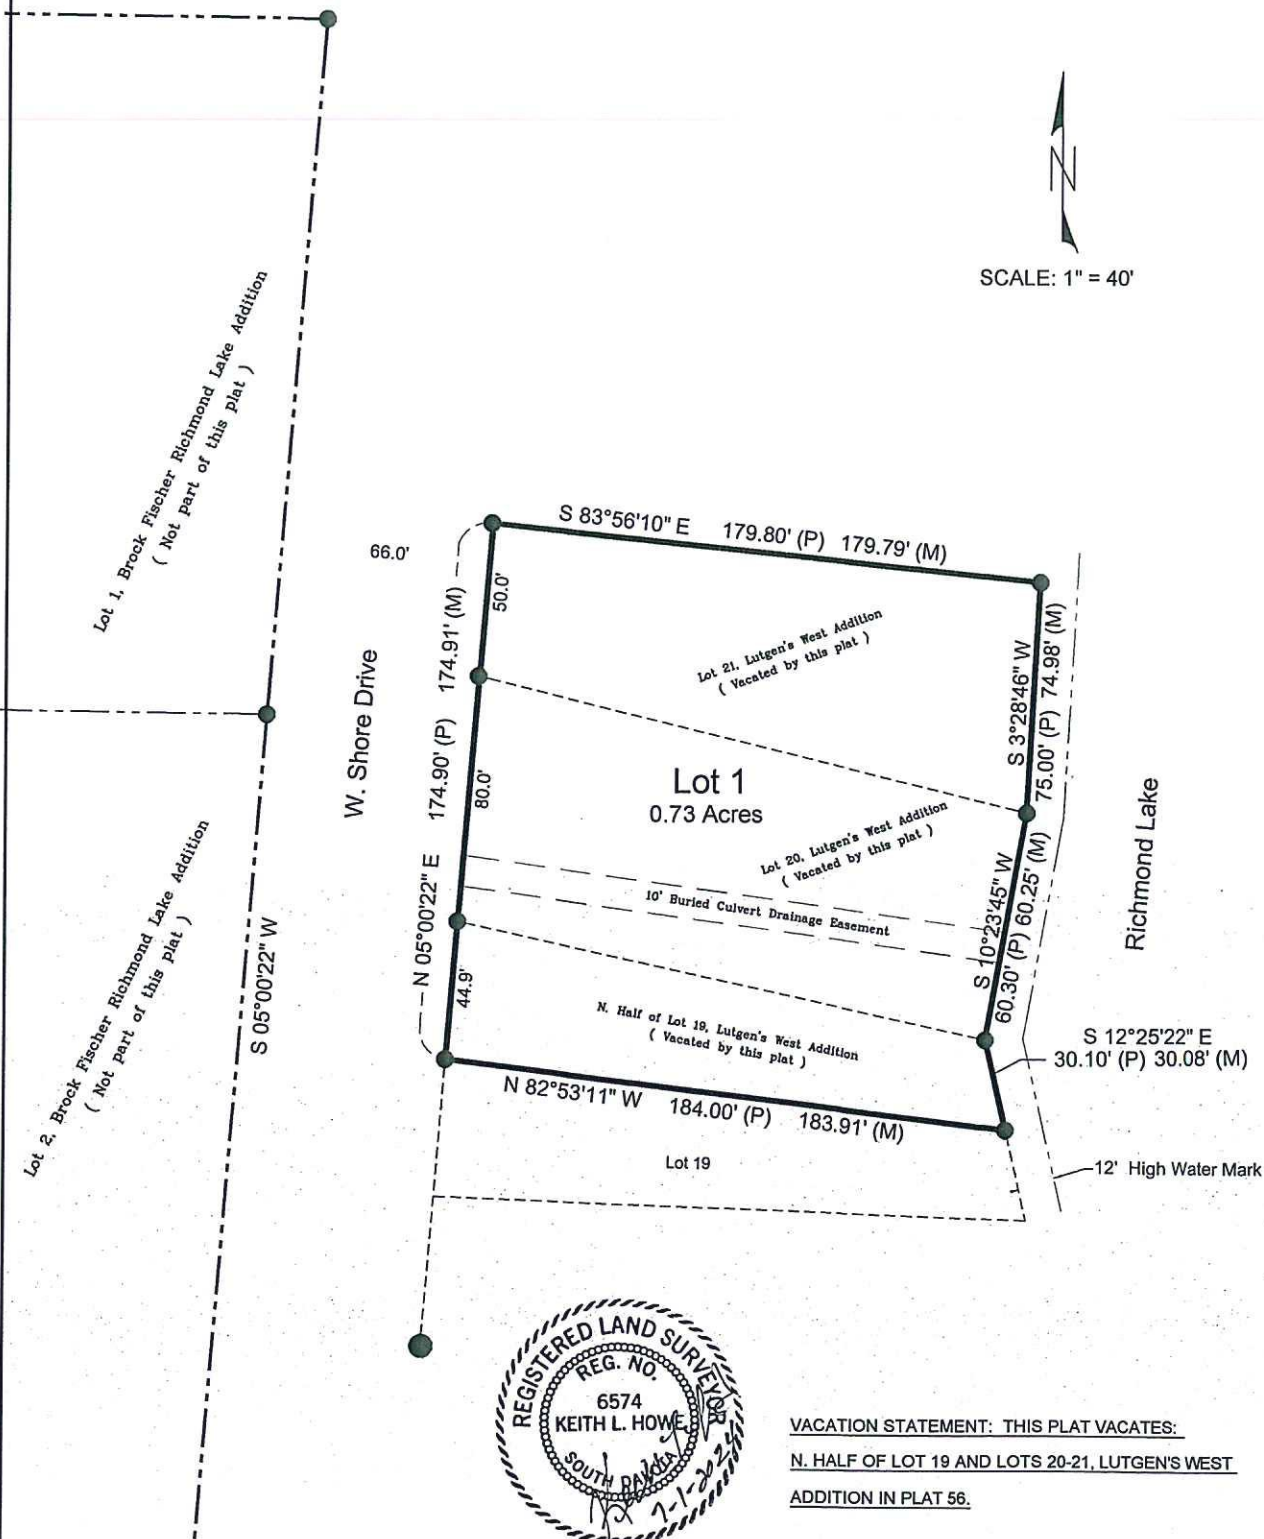 N
SCALE: 1" = 40'
Lot 1, Brock Fischer Richmond Lake Addition
( Not part of this plat )
66.0'
S 83°56'10" E 179.80' (P) 179.79' (M)
50.0'
174.90' (P) 174.91' (M)
W. Shore Drive
Lot 21, Lutgen's West Addition
( Vacated by this plat )
S 3°28'46" W
75.00' (P) 74.98' (M)
Lot 1
0.73 Acres
80.0'
Lot 20, Lutgen's West Addition
( Vacated by this plat )
Richmond Lake
10' Buried Culvert Drainage Easement
S 10°23'45" W
60.30' (P) 60.25' (M)
N 05°00'22" E
44.9'
Lot 2, Brock Fischer Richmond Lake Addition
( Not part of this plat )
S 05°00'22" W
N. Half of Lot 19, Lutgen's West Addition
( Vacated by this plat )
S 12°25'22" E
30.10' (P) 30.08' (M)
N 82°53'11" W 184.00' (P) 183.91' (M)
Lot 19
12' High Water Mark
REGISTERED LAND SURVEYOR
REG. NO.
6574
KEITH L. HOWE
SOUTH DAKOTA
VACATION STATEMENT: THIS PLAT VACATES:
N. HALF OF LOT 19 AND LOTS 20-21, LUTGEN'S WEST
ADDITION IN PLAT 56.